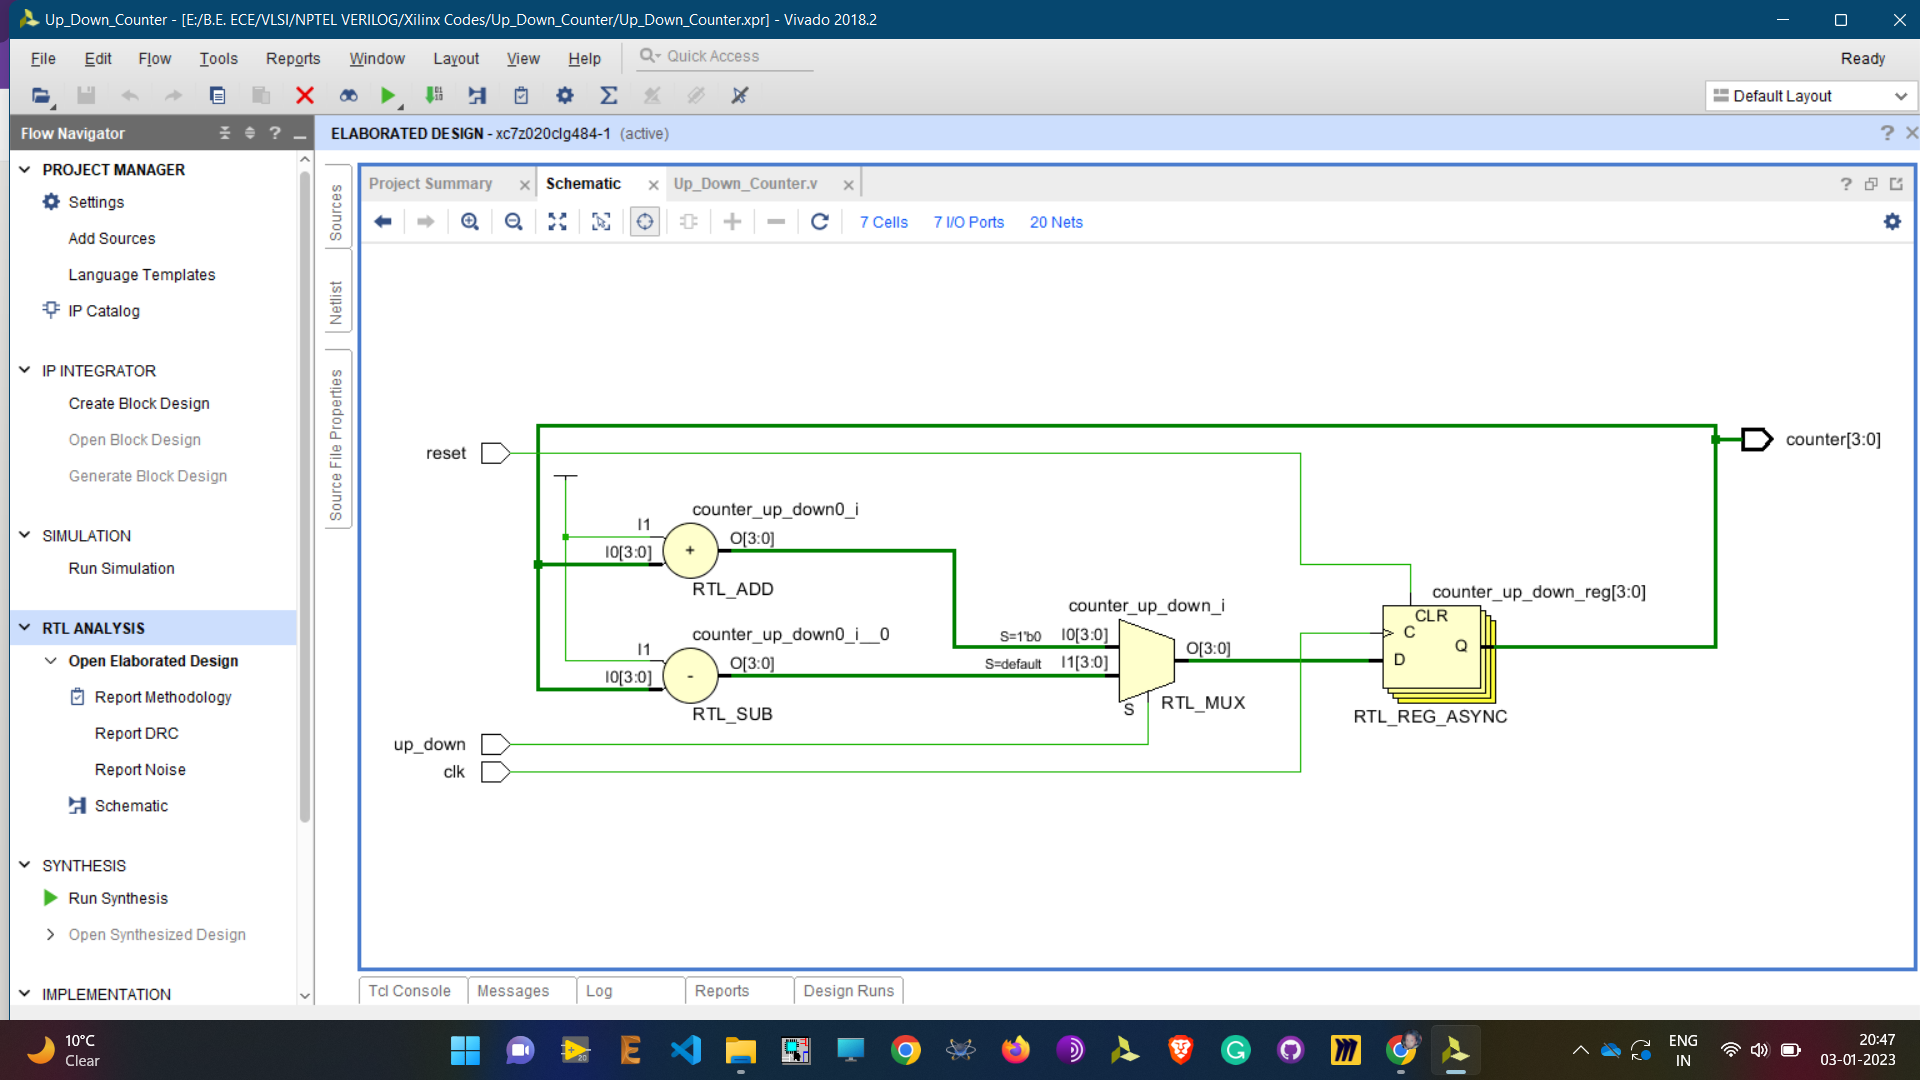 Up_Down_Counter - [E:/B.E. ECE/VLSI/NPTEL VERILOG/Xilinx Codes/Up_Down_Counter/Up_Down_Counter.xpr] - Vivado 2018.2
File Edit Flow Tools Reports Window Layout View Help Quick Access Ready
Default Layout
Flow Navigator
ELABORATED DESIGN - xc7z020clg484-1 (active)
PROJECT MANAGER
Settings
Add Sources
Language Templates
IP Catalog
IP INTEGRATOR
Create Block Design
Open Block Design
Generate Block Design
SIMULATION
Run Simulation
RTL ANALYSIS
Open Elaborated Design
Report Methodology
Report DRC
Report Noise
Schematic
SYNTHESIS
Run Synthesis
Open Synthesized Design
IMPLEMENTATION
Sources
Netlist
Source File Properties
Project Summary Schematic Up_Down_Counter.v
7 Cells 7 I/O Ports 20 Nets
reset
counter[3:0]
counter_up_down0_i
I1
O[3:0]
I0[3:0]
+
RTL_ADD
counter_up_down0_i__0
I1
O[3:0]
I0[3:0]
-
RTL_SUB
counter_up_down_i
S=1'b0 I0[3:0]
S=default I1[3:0]
O[3:0]
S
RTL_MUX
counter_up_down_reg[3:0]
CLR
C
D
Q
RTL_REG_ASYNC
up_down
clk
Tcl Console Messages Log Reports Design Runs
10°C
Clear
20
ENG
IN
20:47
03-01-2023